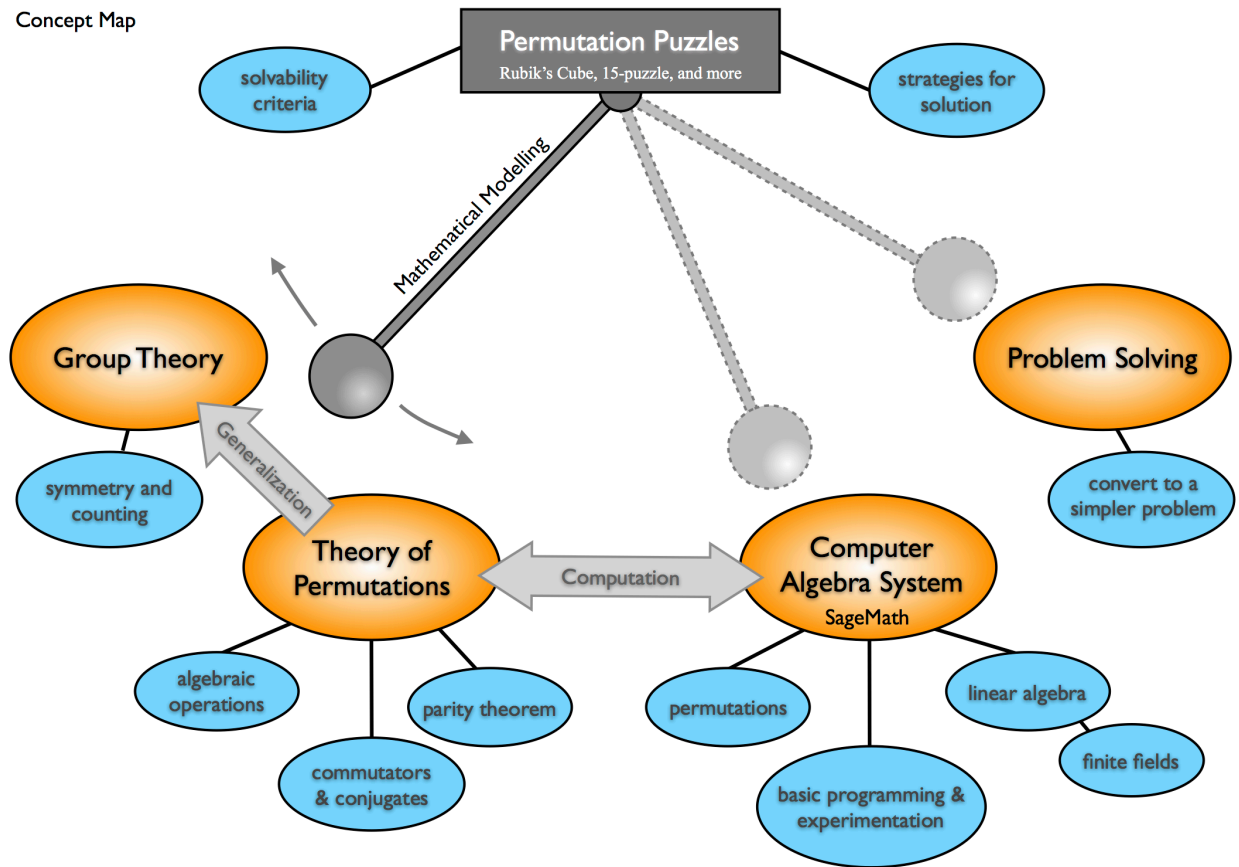 Concept Map
Permutation Puzzles
Rubik's Cube, 15-puzzle, and more
solvability
criteria
strategies for
solution
Mathematical Modelling
Group Theory
Problem Solving
Generalization
symmetry and
counting
convert to a
simpler problem
Theory of
Permutations
Computation
Computer
Algebra System
SageMath
algebraic
operations
parity theorem
commutators
& conjugates
permutations
linear algebra
finite fields
basic programming &
experimentation